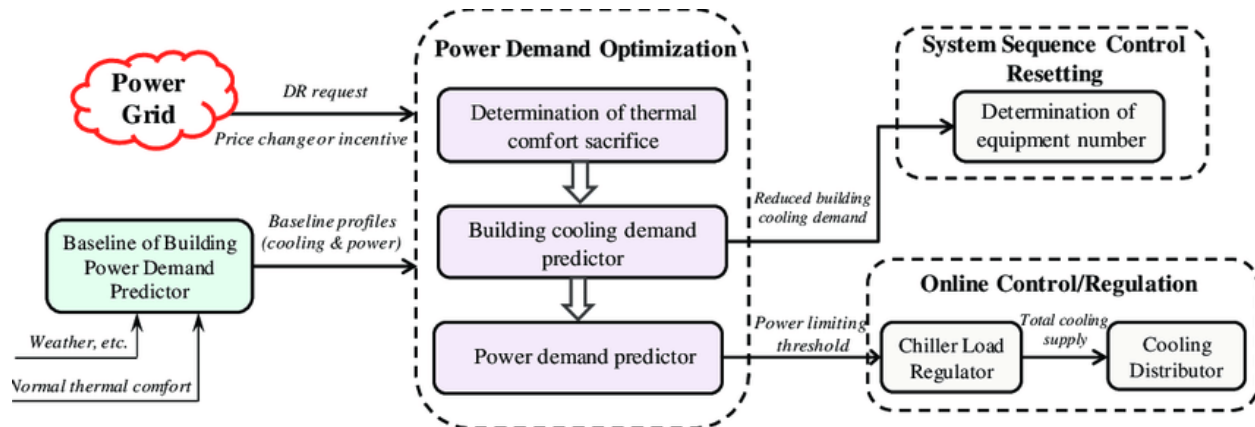 Power
Grid
DR request
Price change or incentive
Baseline of Building
Power Demand
Predictor
Baseline profiles
(cooling & power)
Weather, etc.
Normal thermal comfort
Power Demand Optimization
Determination of thermal
comfort sacrifice
Building cooling demand
predictor
Power demand predictor
Reduced building
cooling demand
System Sequence Control
Resetting
Determination of
equipment number
Power limiting
threshold
Online Control/Regulation
Chiller Load
Regulator
Total cooling
supply
Cooling
Distributor